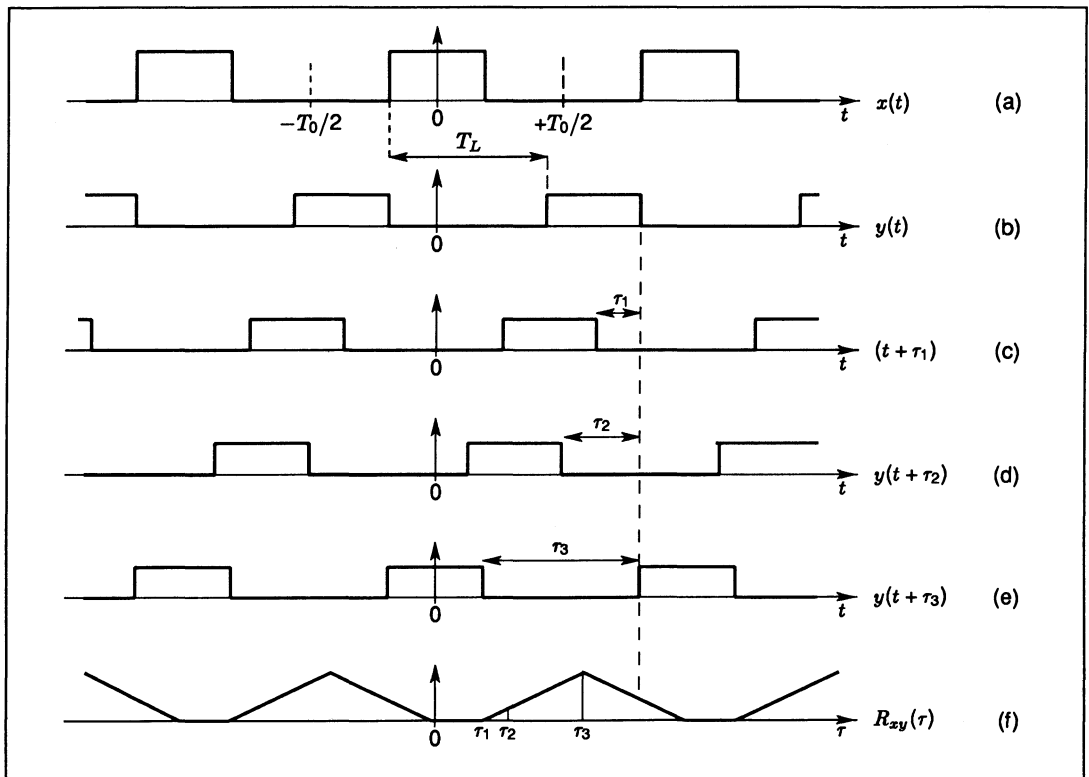 x(t) (a)
t
0
−T₀/2
+T₀/2
T_L
y(t) (b)
t
0
τ₁
(t + τ₁) (c)
t
0
τ₂
y(t + τ₂) (d)
t
0
τ₃
y(t + τ₃) (e)
t
0
R_xy(τ) (f)
τ
0
τ₁
τ₂
τ₃